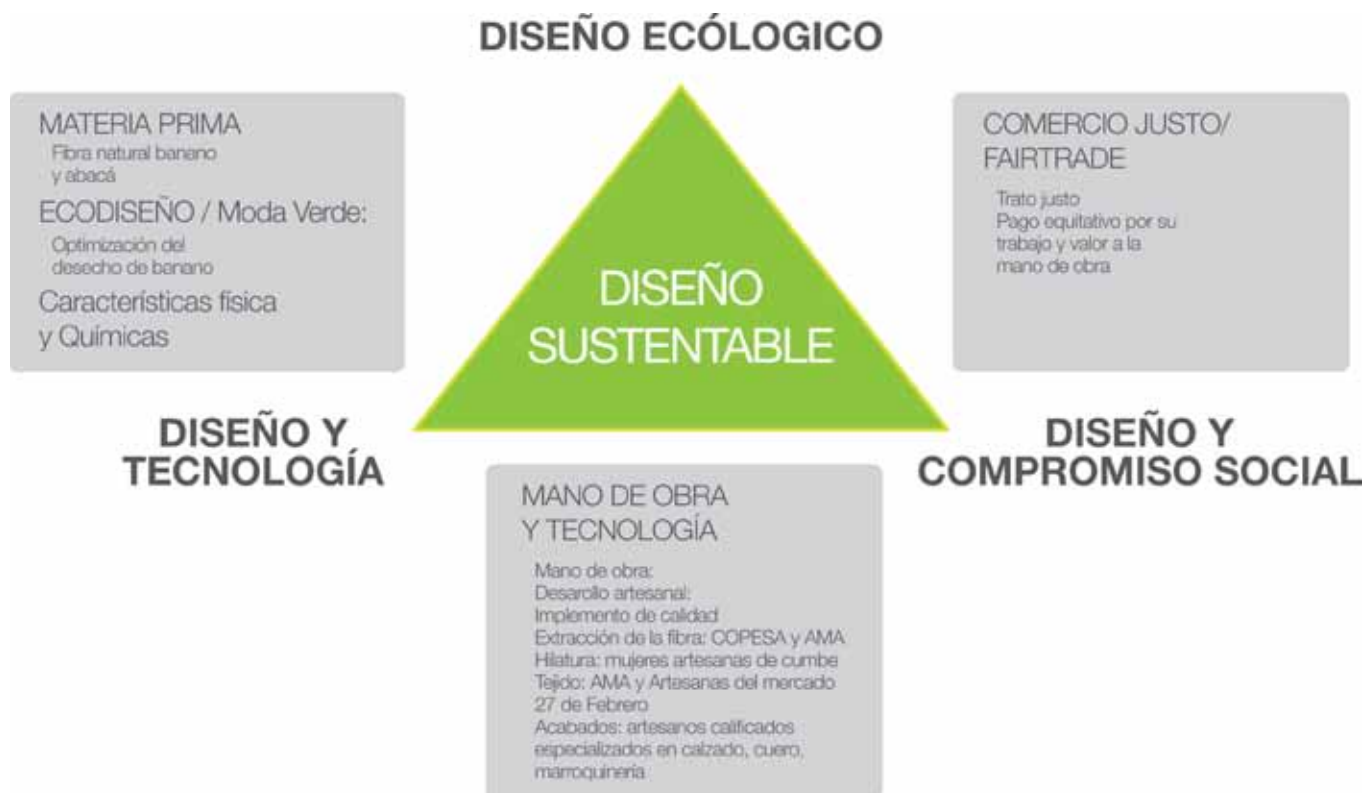 DISEÑO ECÓLOGICO
MATERIA PRIMA
Fibra natural banano
y abacá
ECODISEÑO / Moda Verde:
Optimización del
desecho de banano
Característísticas física
y Químicas
COMERCIO JUSTO/
FAIRTRADE
Trato justo
Pago equitativo por su
trabajo y valor a la
mano de obra
DISEÑO
SUSTENTABLE
DISEÑO Y
TECNOLOGÍA
DISEÑO Y
COMPROMISO SOCIAL
MANO DE OBRA
Y TECNOLOGÍA
Mano de obra:
Desarollo artesanal:
Implemento de calidad
Extracción de la fibra: COPESA y AMA
Hilatura: mujeres artesanas de cumbe
Tejido: AMA y Artesanas del mercado
27 de Febrero
Acabados: artesanos calificados
especializados en calzado, cuero,
marroquinería